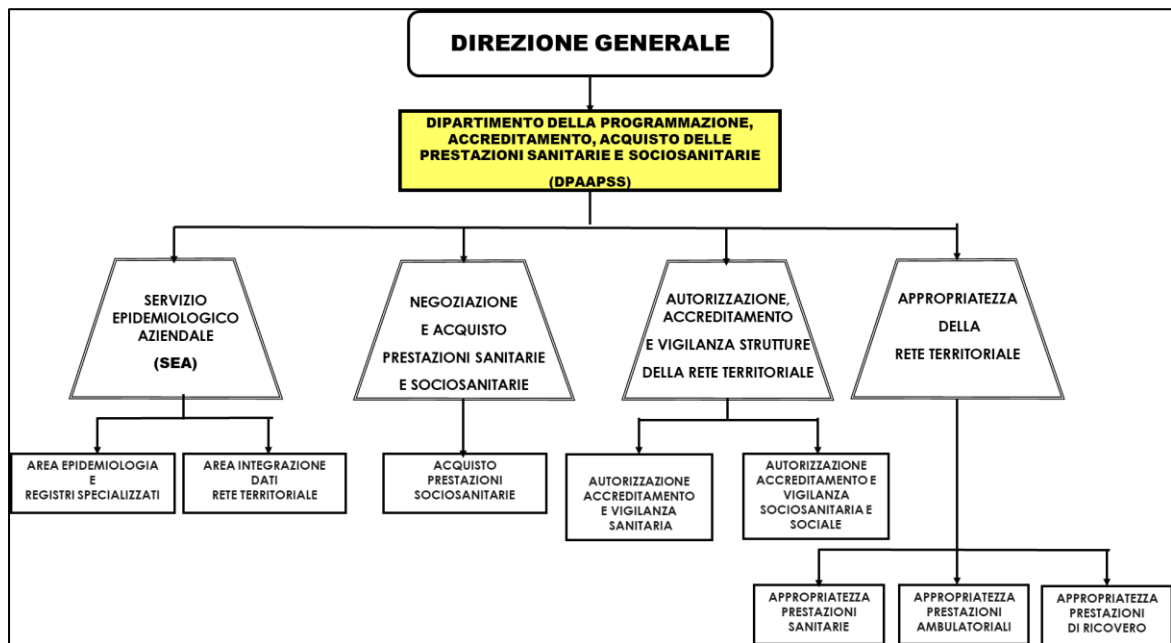 DIREZIONE GENERALE
DIPARTIMENTO DELLA PROGRAMMAZIONE,
ACCREDITAMENTO, ACQUISTO DELLE
PRESTAZIONI SANITARIE E SOCIOSANITARIE
(DPAAPSS)
SERVIZIO
EPIDEMIOLOGICO
AZIENDALE
(SEA)
NEGOZIAZIONE
E ACQUISTO
PRESTAZIONI SANITARIE
E SOCIOSANITARIE
AUTORIZZAZIONE,
ACCREDITAMENTO
E VIGILANZA STRUTTURE
DELLA RETE TERRITORIALE
APPROPRIATEZZA
DELLA
RETE TERRITORIALE
AREA EPIDEMIOLOGIA
E
REGISTRI SPECIALIZZATI
AREA INTEGRAZIONE
DATI
RETE TERRITORIALE
ACQUISTO
PRESTAZIONI
SOCIOSANITARIE
AUTORIZZAZIONE
ACCREDITAMENTO
E VIGILANZA
SANITARIA
AUTORIZZAZIONE
ACCREDITAMENTO E
VIGILANZA
SOCIOSANITARIA E
SOCIALE
APPROPRIATEZZA
PRESTAZIONI
SANITARIE
APPROPRIATEZZA
PRESTAZIONI
AMBULATORIALI
APPROPRIATEZZA
PRESTAZIONI
DI RICOVERO